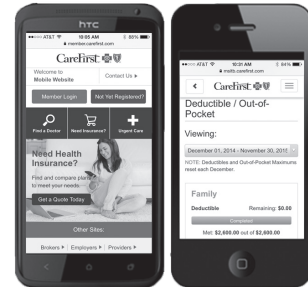 hTC
AT&T 10:05 AM 86%
member.carefirst.com
CareFirst
Welcome to
Mobile Website
Contact Us
Member Login Not Yet Registered?
Find a Doctor Need Insurance? Urgent Care
Need Health
Insurance?
Find and compare plans
to meet your needs.
Get a Quote Today
Other Sites:
Brokers Employers Providers
AT&T 10:31 AM 84%
CareFirst
Deductible / Out-of-
Pocket
Viewing:
December 01, 2014 - November 30, 2015
NOTE: Deductibles and Out-of-Pocket Maximums
reset each December.
Family
Deductible Remaining: $0.00
Completed
Met: $2,600.00 out of $2,600.00